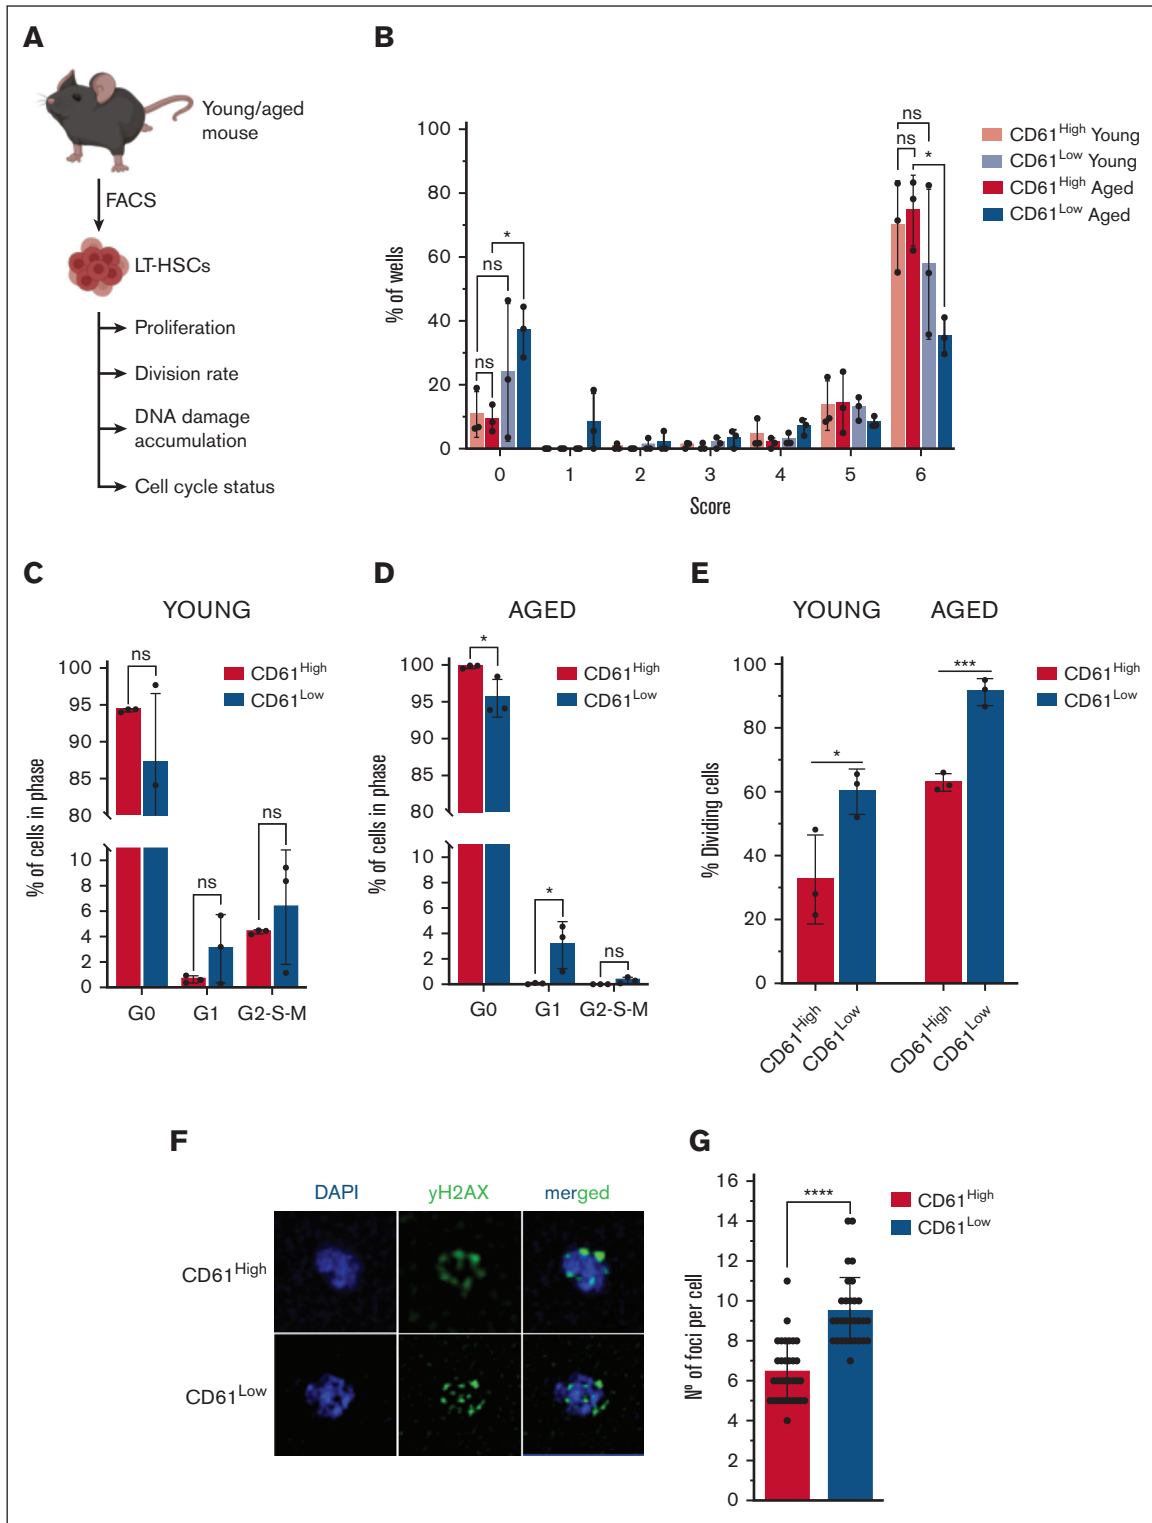 A
Young/aged
mouse
FACS
LT-HSCs
Proliferation
Division rate
DNA damage
accumulation
Cell cycle status
B
% of wells
100
80
60
40
20
0
ns
ns
*
ns
ns
*
0 1 2 3 4 5 6
Score
CD61High Young
CD61Low Young
CD61High Aged
CD61Low Aged
C
YOUNG
% of cells in phase
100
95
90
85
80
10
8
6
4
2
0
ns
ns
ns
G0 G1 G2-S-M
CD61High
CD61Low
D
AGED
% of cells in phase
100
95
90
85
80
10
8
6
4
2
0
*
*
ns
G0 G1 G2-S-M
CD61High
CD61Low
E
YOUNG AGED
% Dividing cells
100
80
60
40
20
0
*
***
CD61High
CD61Low
CD61High
CD61Low
CD61High
CD61Low
F
DAPI yH2AX merged
CD61High
CD61Low
G
Nº of foci per cell
16
14
12
10
8
6
4
2
0
****
CD61High
CD61Low